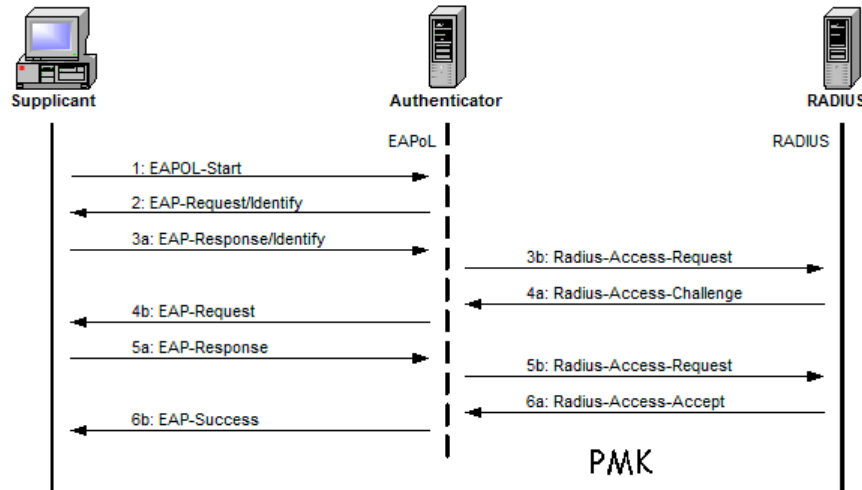 Supplicant
Authenticator
RADIUS
EAPoL
RADIUS
1: EAPOL-Start
2: EAP-Request/Identify
3a: EAP-Response/Identify
3b: Radius-Access-Request
4a: Radius-Access-Challenge
4b: EAP-Request
5a: EAP-Response
5b: Radius-Access-Request
6a: Radius-Access-Accept
6b: EAP-Success
PMK